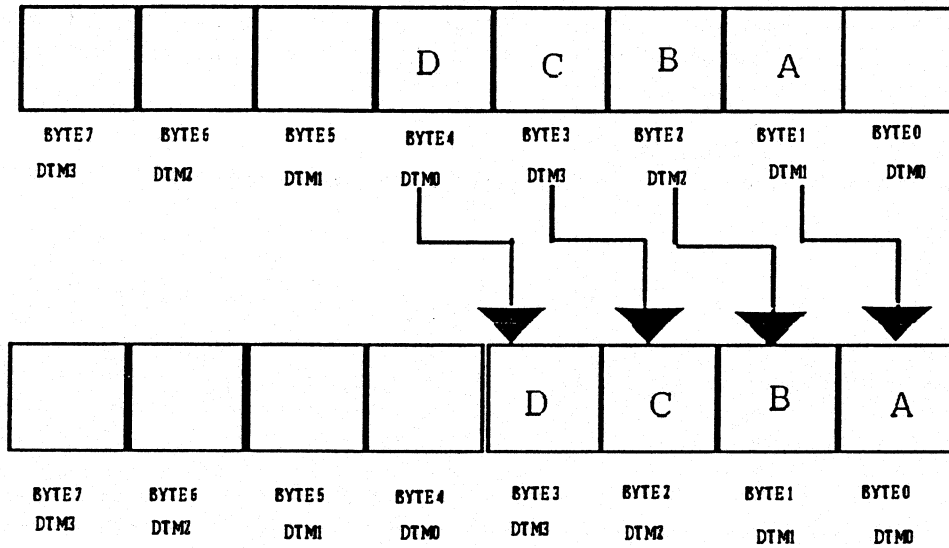 D C B A
BYTE7 BYTE6 BYTE5 BYTE4 BYTE3 BYTE2 BYTE1 BYTE0
DTM3 DTM2 DTM1 DTM0 DTM3 DTM2 DTM1 DTM0
D C B A
BYTE7 BYTE6 BYTE5 BYTE4 BYTE3 BYTE2 BYTE1 BYTE0
DTM3 DTM2 DTM1 DTM0 DTM3 DTM2 DTM1 DTM0